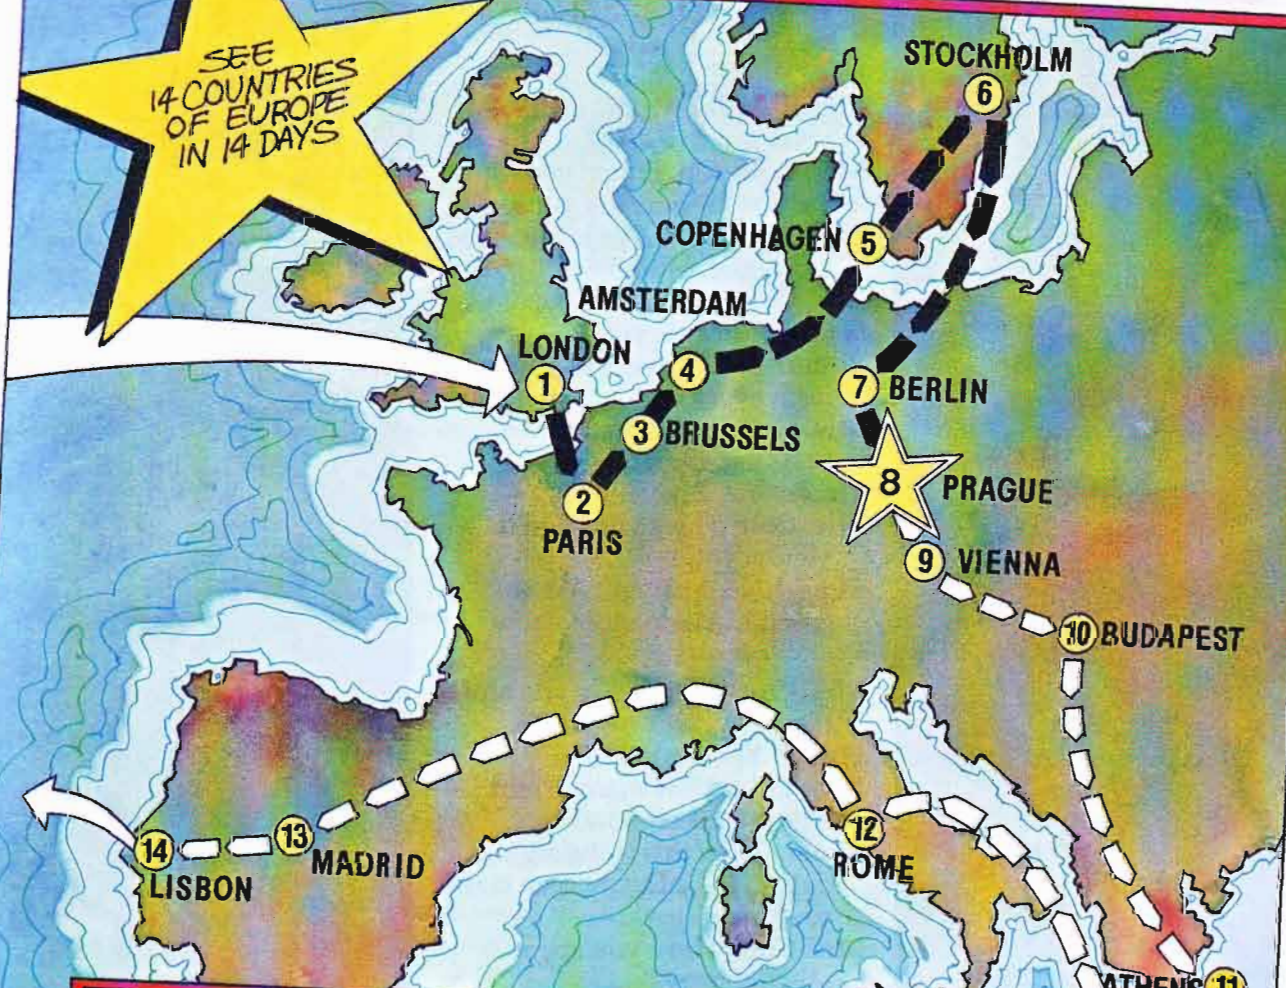 SEE
14 COUNTRIES
OF EUROPE
IN 14 DAYS
STOCKHOLM
6
COPENHAGEN 5
AMSTERDAM
LONDON
1
4
7 BERLIN
3 BRUSSELS
8 PRAGUE
2
PARIS
9 VIENNA
10 BUDAPEST
12
ROME
13
MADRID
14
LISBON
ATHENS 11